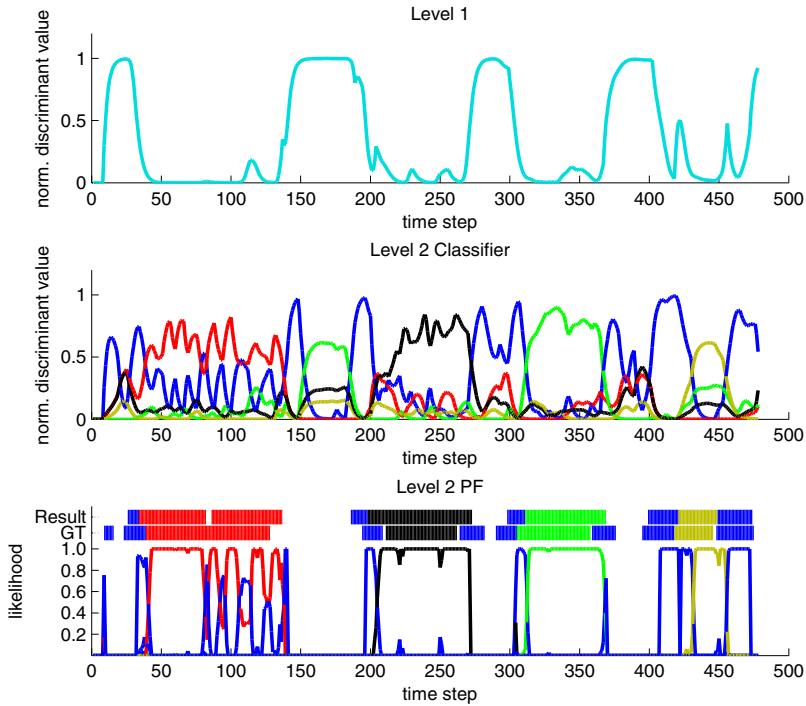 Level 1
norm. discriminant value
1
0.5
0
0 50 100 150 200 250 300 350 400 450 500
time step
Level 2 Classifier
norm. discriminant value
1
0.5
0
0 50 100 150 200 250 300 350 400 450 500
time step
Level 2 PF
Result
GT
likelihood
1.0
0.8
0.6
0.4
0.2
0 50 100 150 200 250 300 350 400 450 500
time step